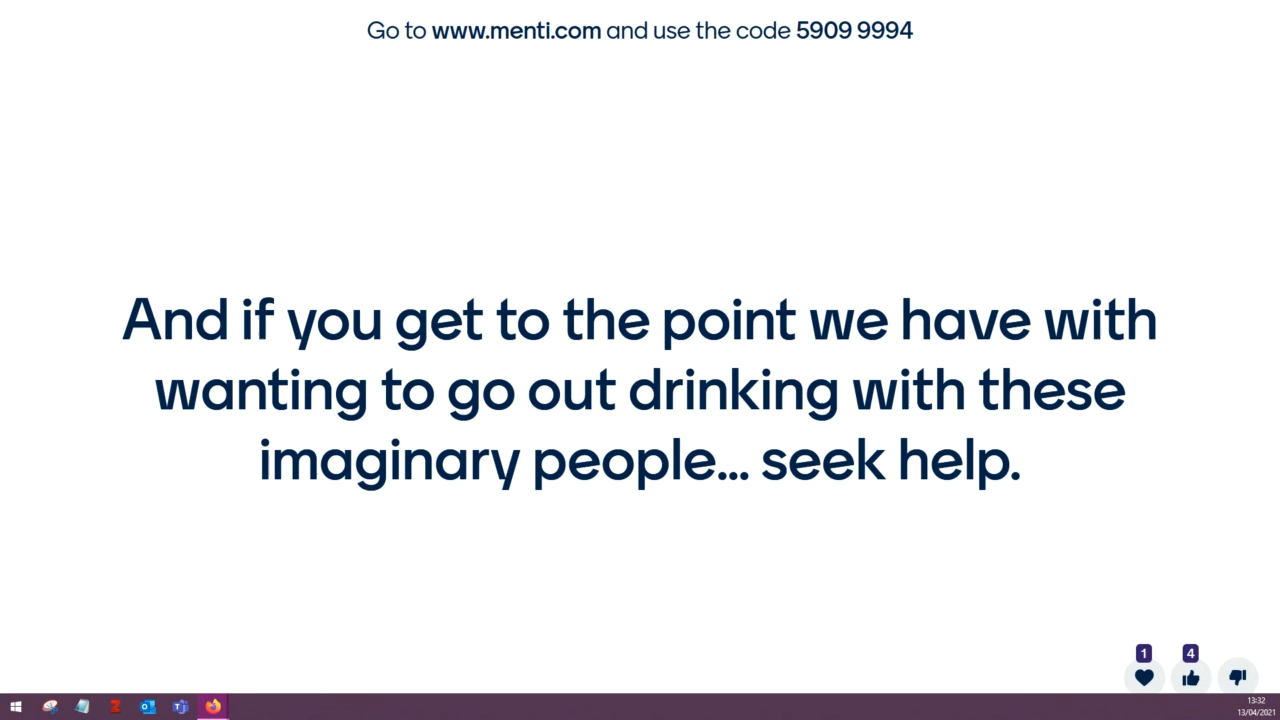 Go to www.menti.com and use the code 5909 9994
And if you get to the point we have with
wanting to go out drinking with these
imaginary people... seek help.
1
4
13:32
13/04/2021